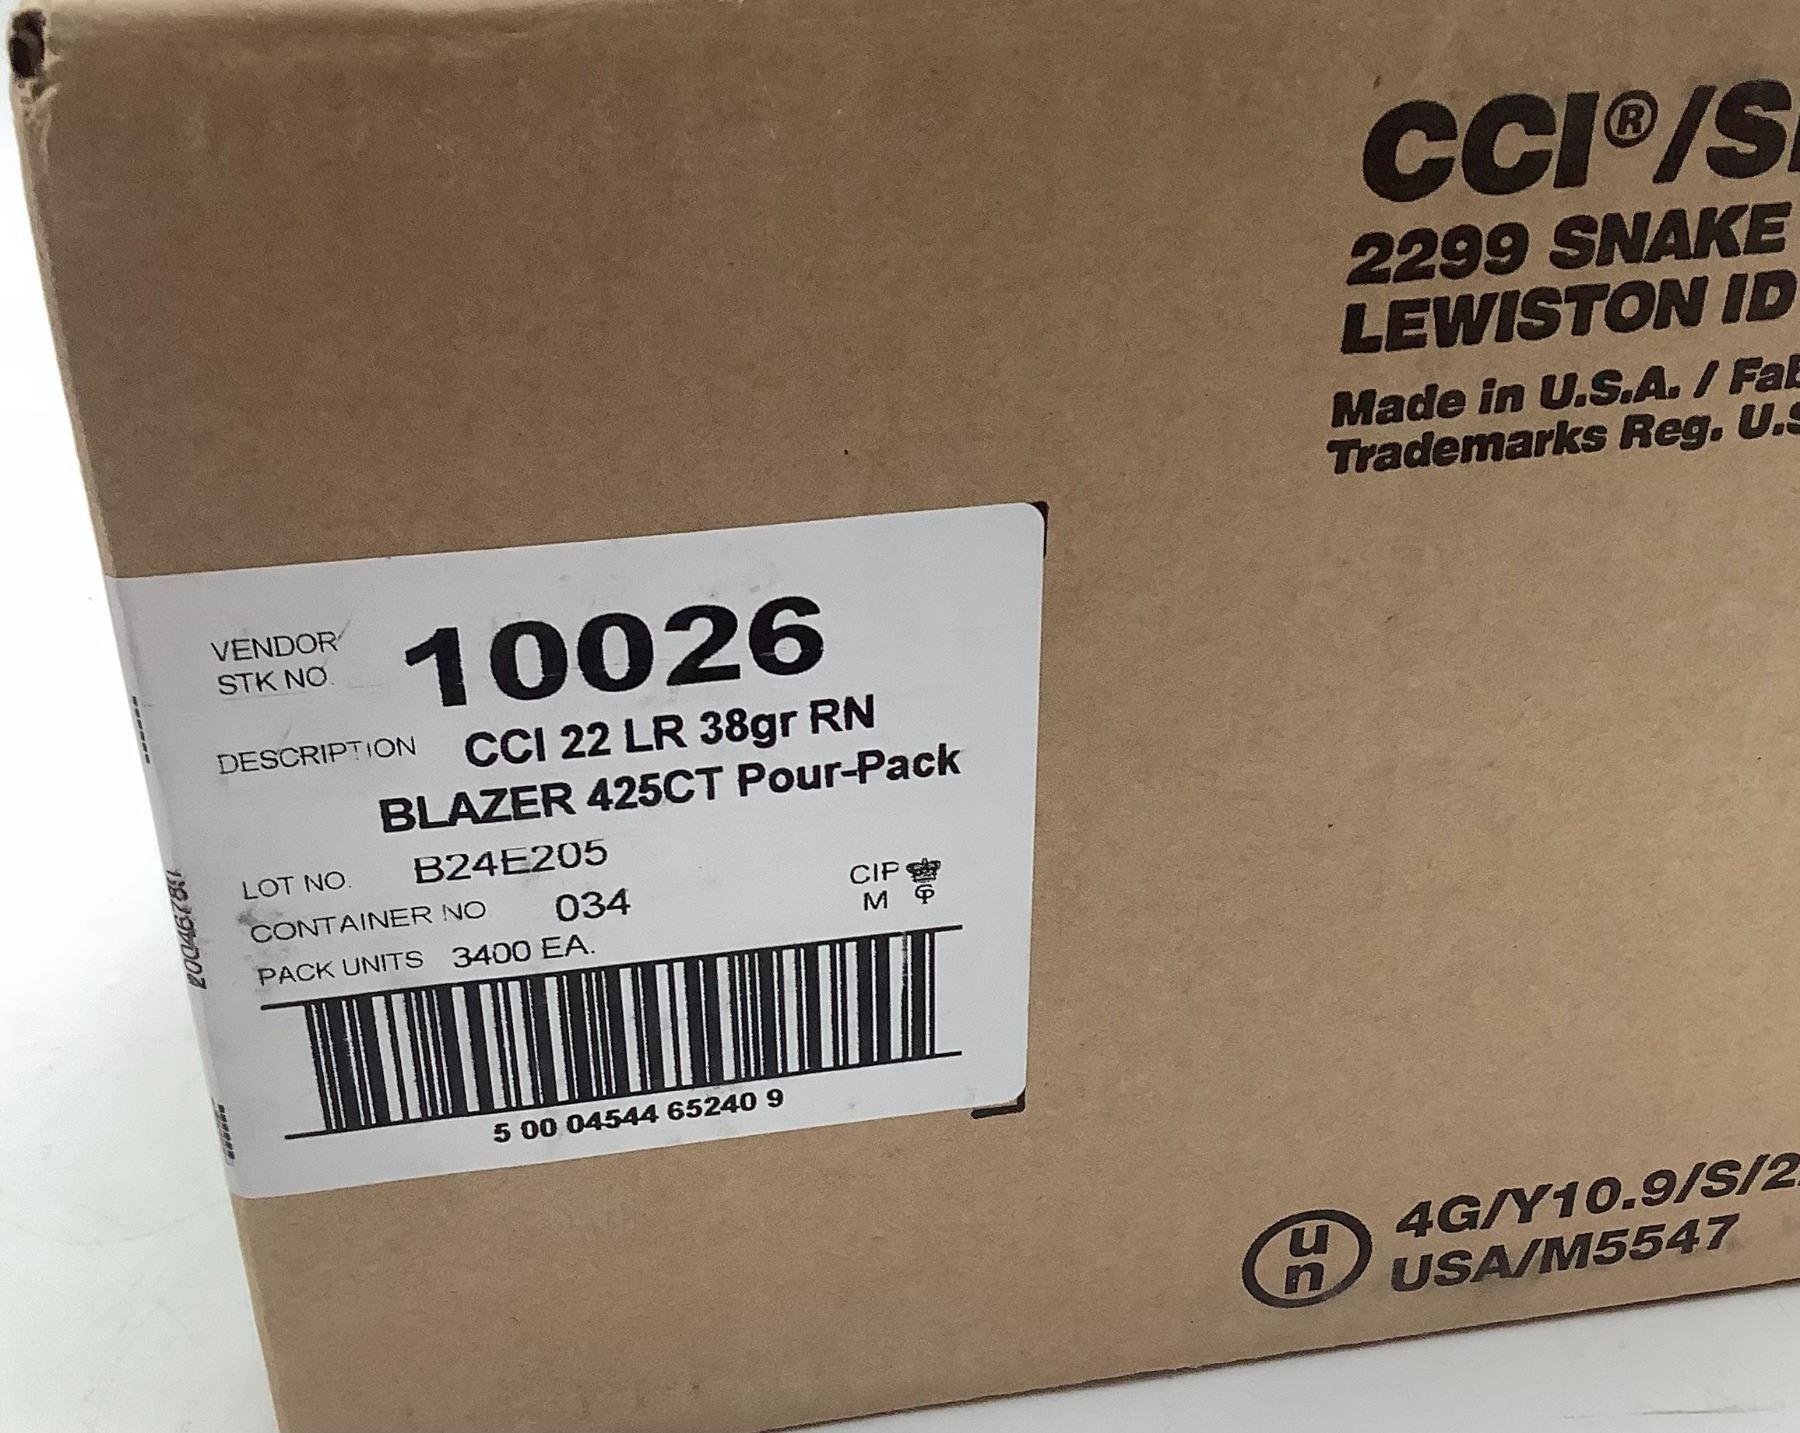 CCI®/S
2299 SNAKE
LEWISTON ID
Made in U.S.A. / Fab
Trademarks Reg. U.S
VENDOR
STK NO. 10026
DESCRIPTION CCI 22 LR 38gr RN
BLAZER 425CT Pour-Pack
LOT NO. B24E205
CONTAINER NO 034
CIP
M
PACK UNITS 3400 EA.
5 00 04544 65240 9
un
4G/Y10.9/S/2
USA/M5547